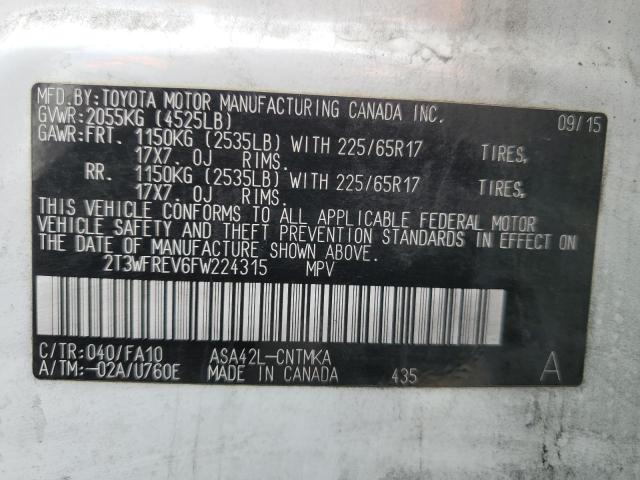 MFD.BY:TOYOTA MOTOR MANUFACTURING CANADA INC. 09/15
GVWR:2055KG (4525LB)
GAWR:FRT. 1150KG (2535LB) WITH 225/65R17 TIRES,
17X7. 0J RIMS.
RR. 1150KG (2535LB) WITH 225/65R17 TIRES,
17X7. 0J RIMS.
THIS VEHICLE CONFORMS TO ALL APPLICABLE FEDERAL MOTOR
VEHICLE SAFETY AND THEFT PREVENTION STANDARDS IN EFFECT ON
THE DATE OF MANUFACTURE SHOWN ABOVE.
2T3WFREV6FW224315 MPV
C/TR:040/FA10 ASA42L-CNTMKA
A/TM:-02A/U760E MADE IN CANADA 435 A